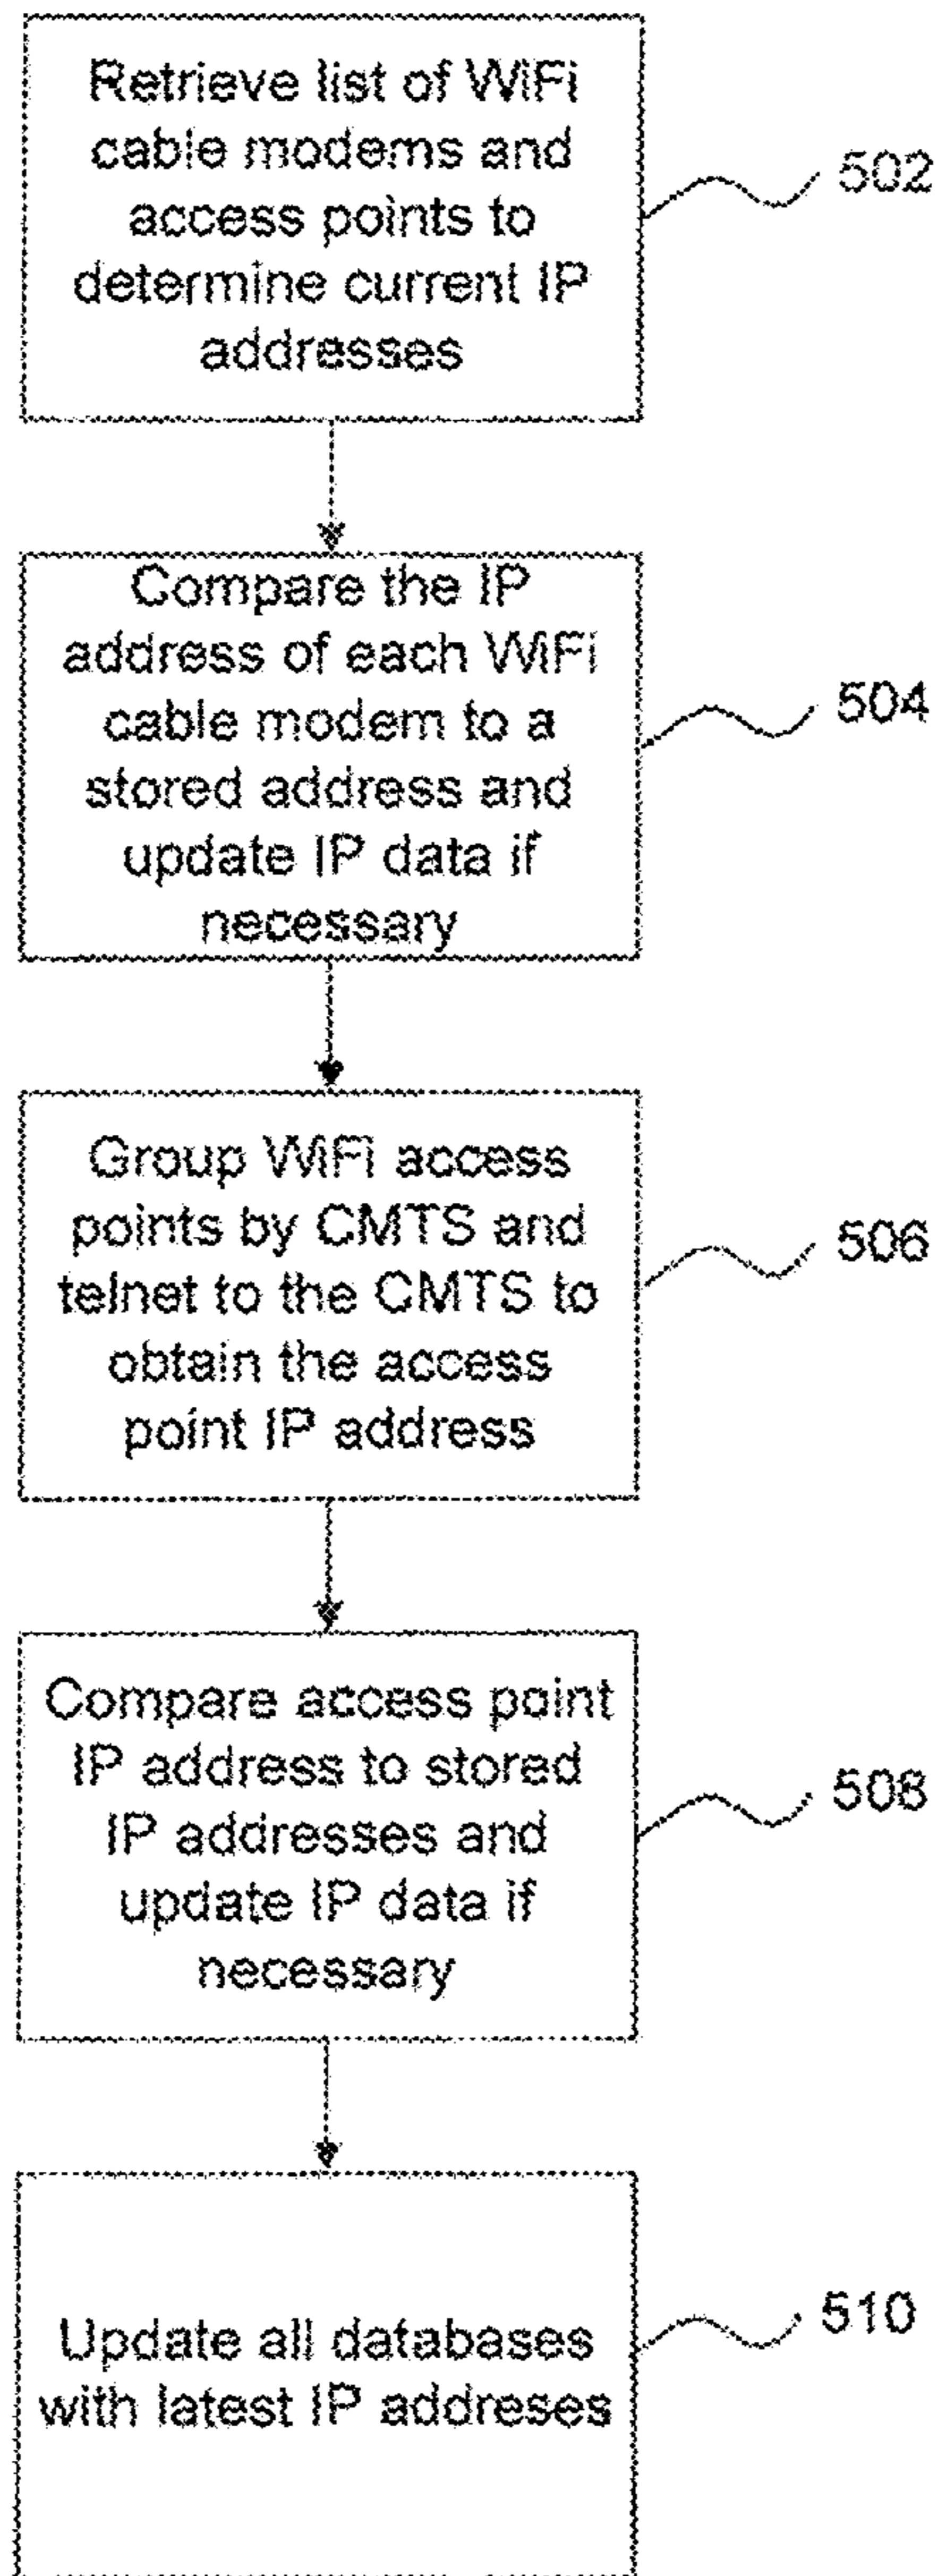 Retrieve list of WiFi
cable modems and
access points to
determine current IP
addresses
502
Compare the IP
address of each WiFi
cable modem to a
stored address and
update IP data if
necessary
504
Group WiFi access
points by CMTS and
telnet to the CMTS to
obtain the access
point IP address
506
Compare access point
IP address to stored
IP addresses and
update IP data if
necessary
508
Update all databases
with latest IP addreses
510